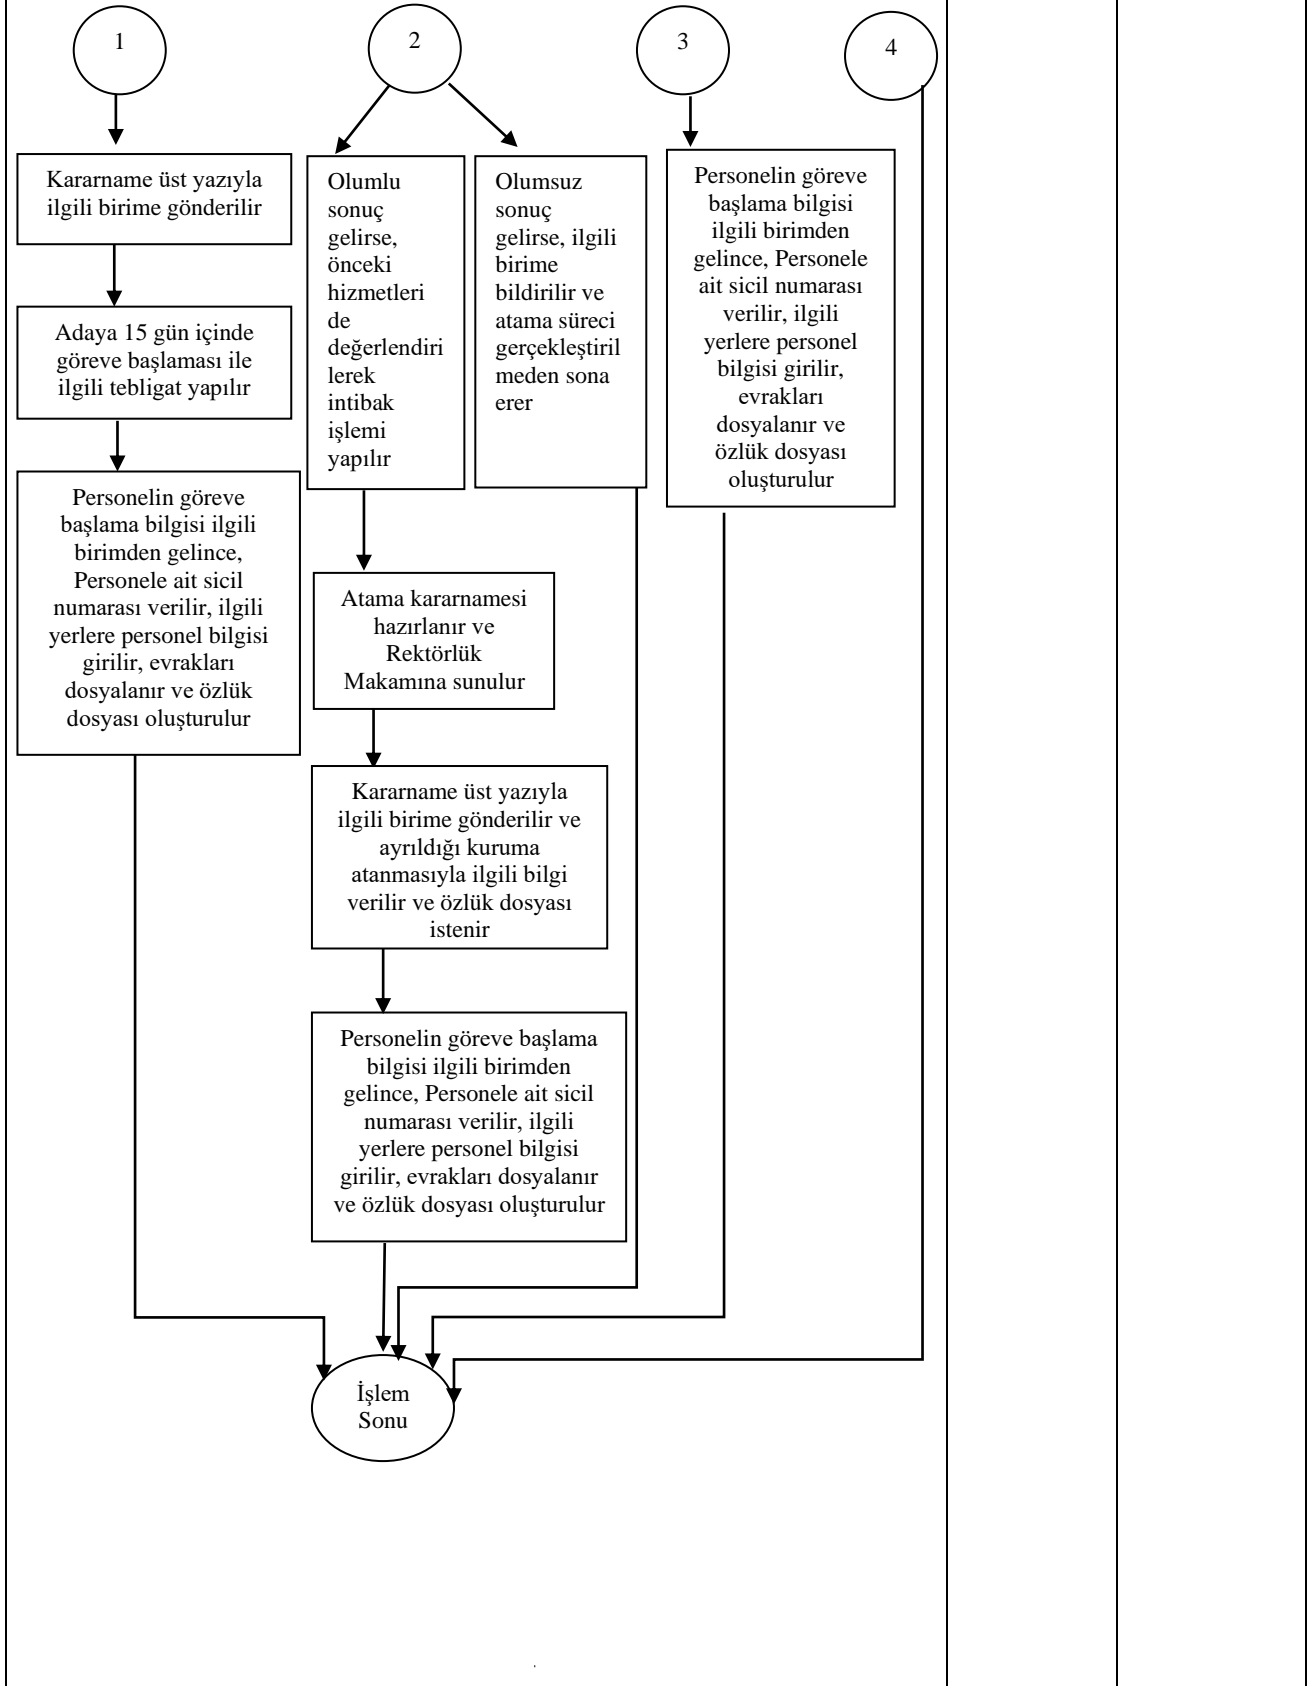 1
2
3
4
Kararname üst yazıyla
ilgili birime gönderilir
Adaya 15 gün içinde
göreve başlaması ile
ilgili tebligat yapılır
Personelin göreve
başlama bilgisi ilgili
birimden gelince,
Personele ait sicil
numarası verilir, ilgili
yerlere personel bilgisi
girilir, evrakları
dosyalanır ve özlük
dosyası oluşturulur
Olumlu
sonuç
gelirse,
önceki
hizmetleri
de
değerlendiri
lerek
intibak
işlemi
yapılır
Olumsuz
sonuç
gelirse, ilgili
birime
bildirilir ve
atama süreci
gerçekleştiril
meden sona
erer
Atama kararnamesi
hazırlanır ve
Rektörlük
Makamına sunulur
Kararname üst yazıyla
ilgili birime gönderilir ve
ayrıldığı kuruma
atanmasıyla ilgili bilgi
verilir ve özlük dosyası
istenir
Personelin göreve başlama
bilgisi ilgili birimden
gelince, Personele ait sicil
numarası verilir, ilgili
yerlere personel bilgisi
girilir, evrakları dosyalanır
ve özlük dosyası oluşturulur
Personelin göreve
başlama bilgisi
ilgili birimden
gelince, Personele
ait sicil numarası
verilir, ilgili
yerlere personel
bilgisi girilir,
evrakları
dosyalanır ve
özlük dosyası
oluşturulur
İşlem
Sonu